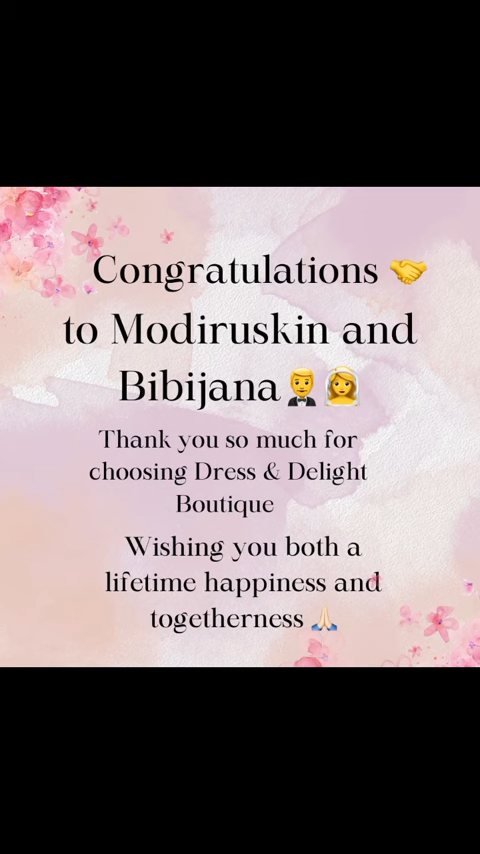 Congratulations 🤝
to Modiruskin and
Bibijana🤵👰
Thank you so much for
choosing Dress & Delight
Boutique
Wishing you both a
lifetime happiness and
togetherness 🙏🏻